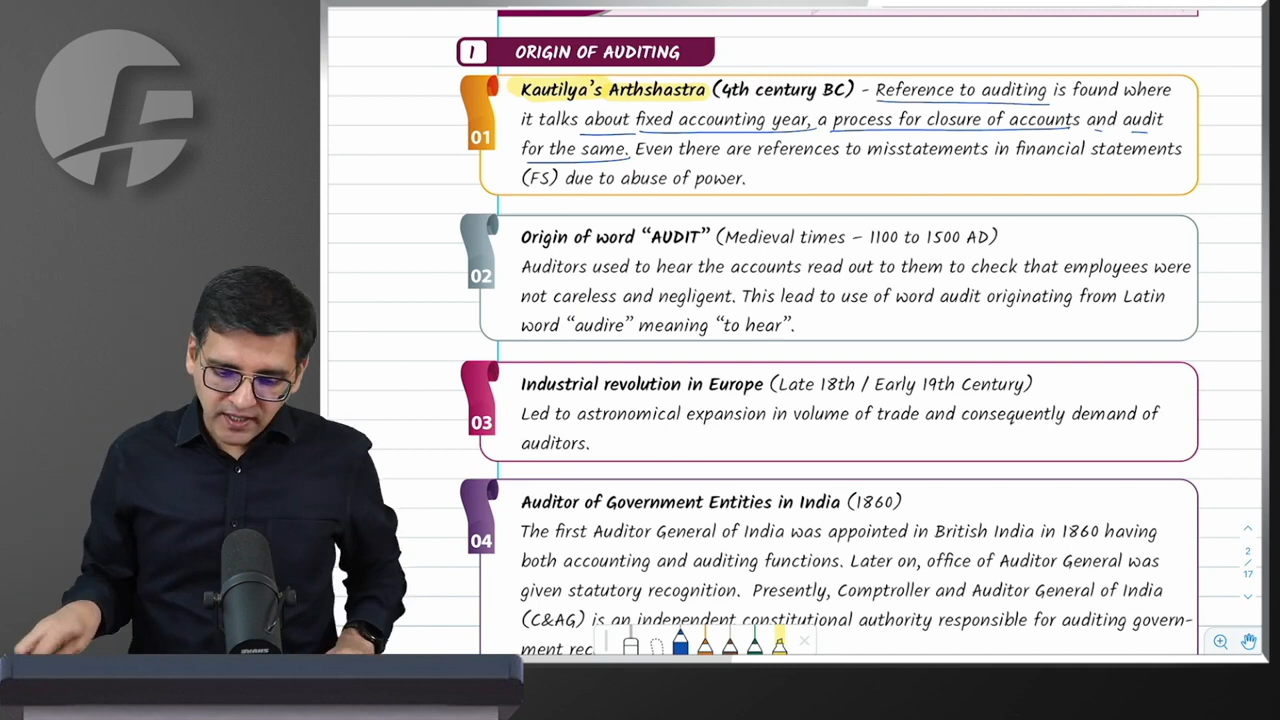 1 ORIGIN OF AUDITING
01
Kautilya's Arthshastra (4th century BC) - Reference to auditing is found where
it talks about fixed accounting year, a process for closure of accounts and audit
for the same. Even there are references to misstatements in financial statements
(FS) due to abuse of power.
02
Origin of word “AUDIT” (Medieval times – 1100 to 1500 AD)
Auditors used to hear the accounts read out to them to check that employees were
not careless and negligent. This lead to use of word audit originating from Latin
word “audire” meaning “to hear”.
03
Industrial revolution in Europe (Late 18th / Early 19th Century)
Led to astronomical expansion in volume of trade and consequently demand of
auditors.
04
Auditor of Government Entities in India (1860)
The first Auditor General of India was appointed in British India in 1860 having
both accounting and auditing functions. Later on, office of Auditor General was
given statutory recognition. Presently, Comptroller and Auditor General of India
(C&AG) is an independent constitutional authority responsible for auditing govern-
ment rec
2
/
17